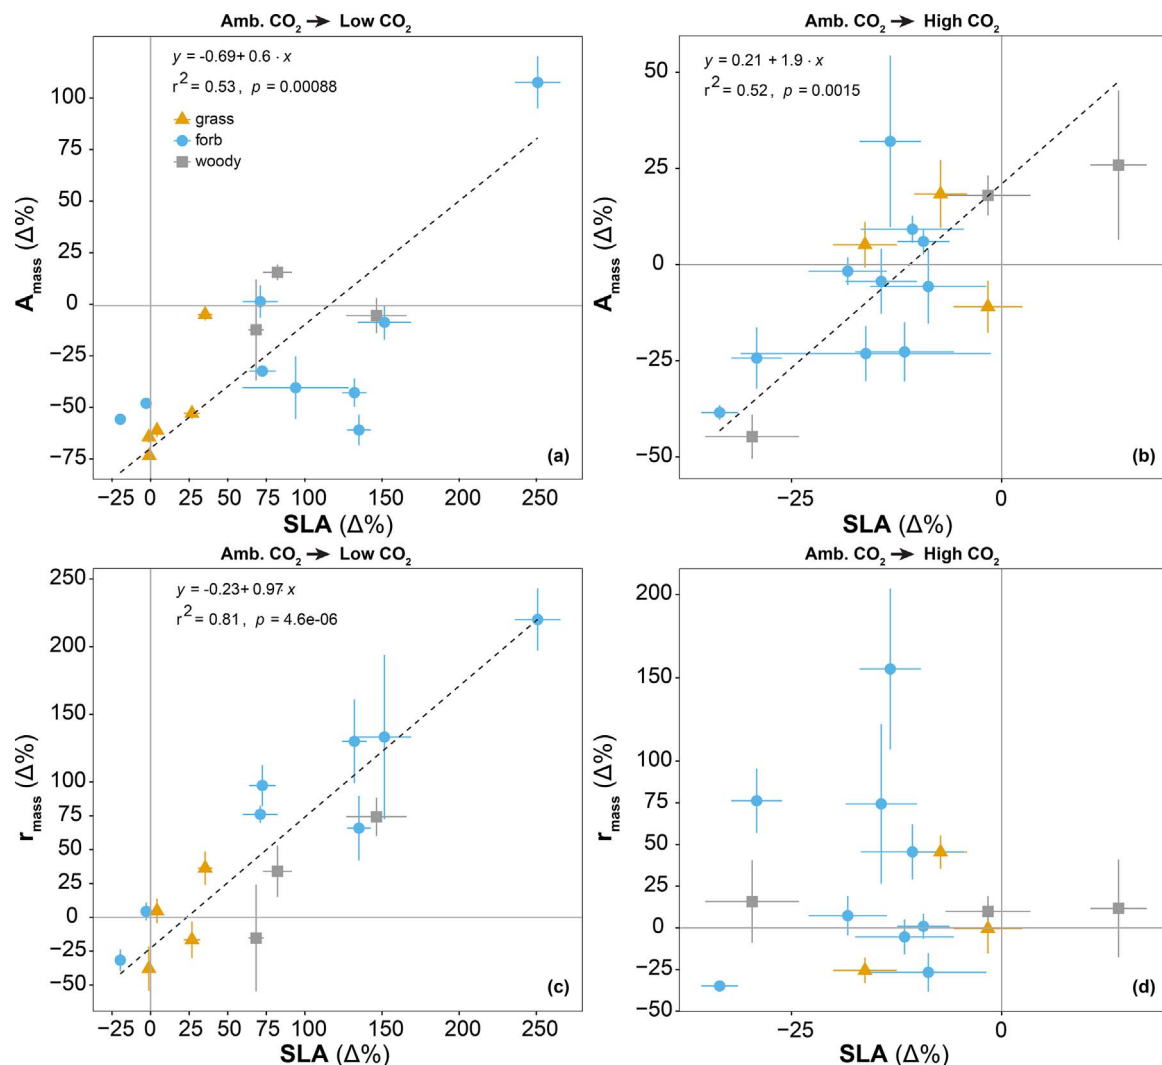 Amb. CO2 → Low CO2
y = -0.69+ 0.6 · x
r2 = 0.53 , p = 0.00088
grass
forb
woody
100
75
50
25
0
−25
−50
−75
Amass (Δ%)
(a)
−25 0 25 50 75 100 150 200 250
SLA (Δ%)
Amb. CO2 → High CO2
y = 0.21 + 1.9 · x
r2 = 0.52 , p = 0.0015
50
25
0
−25
−50
Amass (Δ%)
(b)
−25 0
SLA (Δ%)
Amb. CO2 → Low CO2
y = -0.23+ 0.97· x
r2 = 0.81 , p = 4.6e-06
250
200
150
100
75
50
25
0
−25
−50
rmass (Δ%)
(c)
−25 0 25 50 75 100 150 200 250
SLA (Δ%)
Amb. CO2 → High CO2
200
150
100
75
50
25
0
−25
−50
rmass (Δ%)
(d)
−25 0
SLA (Δ%)